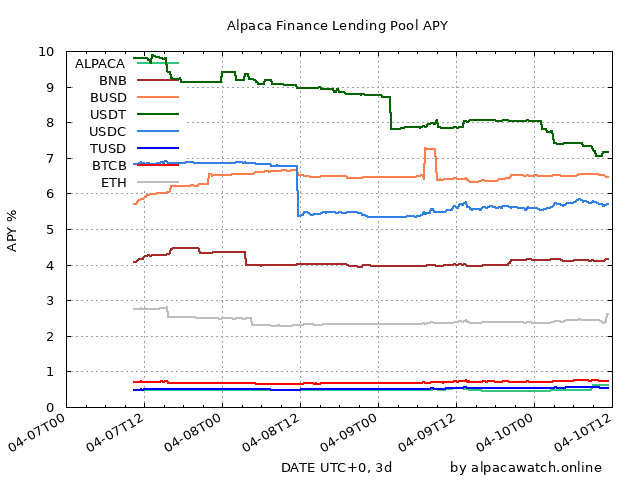 Alpaca Finance Lending Pool APY
10
9
8
7
6
5
4
3
2
1
0
APY %
ALPACA
BNB
BUSD
USDT
USDC
TUSD
BTCB
ETH
04-07T00
04-07T12
04-08T00
04-08T12
04-09T00
04-09T12
04-10T00
04-10T12
DATE UTC+0, 3d
by alpacawatch.online